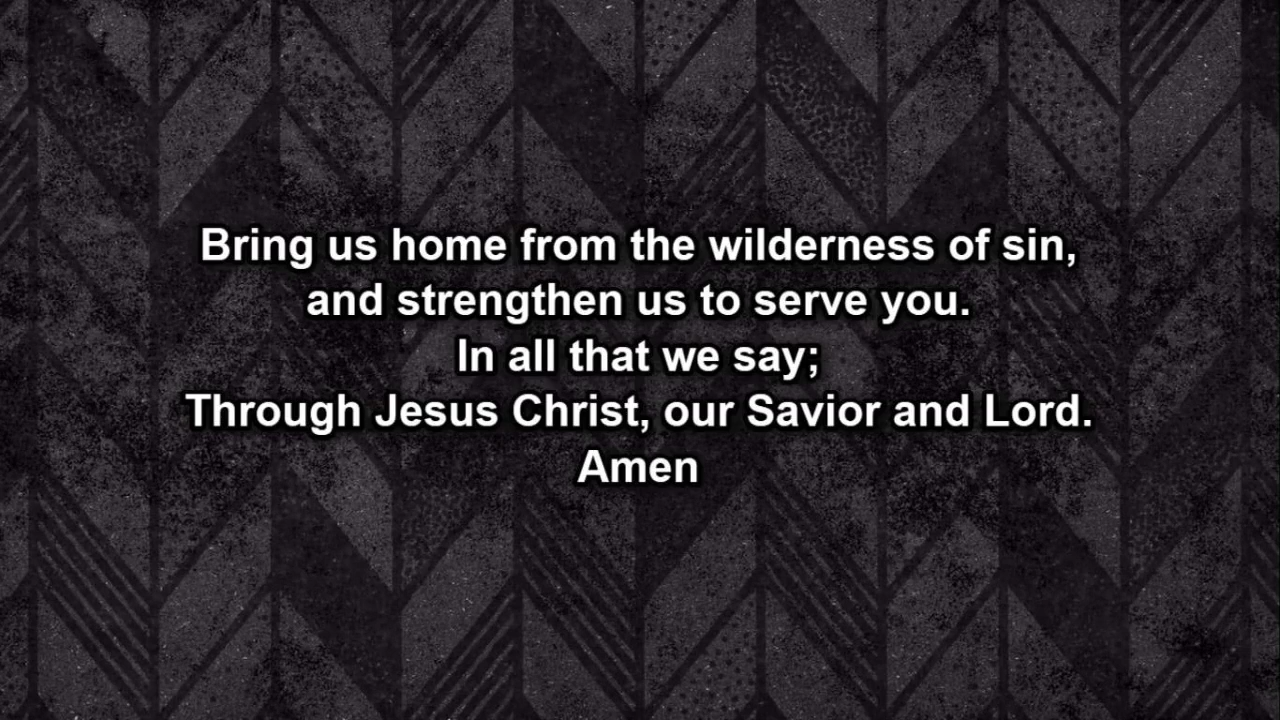 Bring us home from the wilderness of sin,
and strengthen us to serve you.
In all that we say;
Through Jesus Christ, our Savior and Lord.
Amen